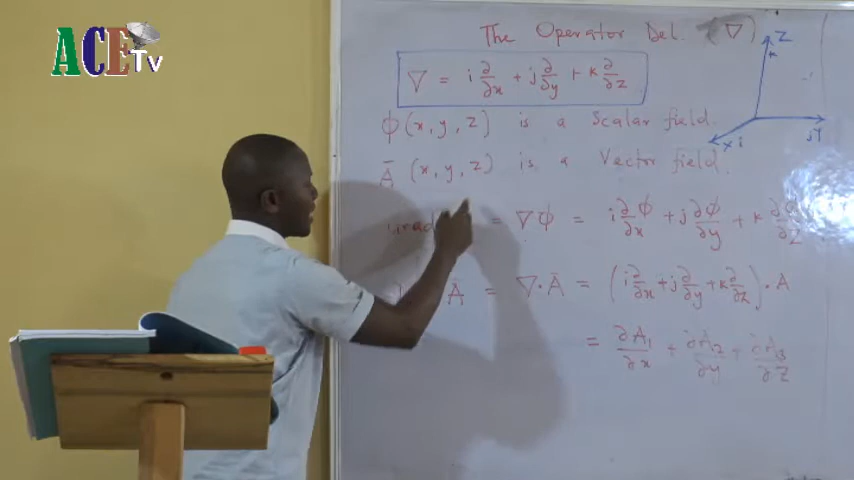 ACE TV
The Operator Del. (∇)
∇ = i ∂/∂x + j ∂/∂y + k ∂/∂z
z
k
y
j
x i
ϕ(x, y, z) is a Scalar field.
Ā (x, y, z) is a Vector field.
= ∇ϕ = i ∂ϕ/∂x + j ∂ϕ/∂y + k ∂ϕ/∂z
Ā = ∇·Ā = (i ∂/∂x + j ∂/∂y + k ∂/∂z) · A
= ∂A₁/∂x + ∂A₂/∂y + ∂A₃/∂z